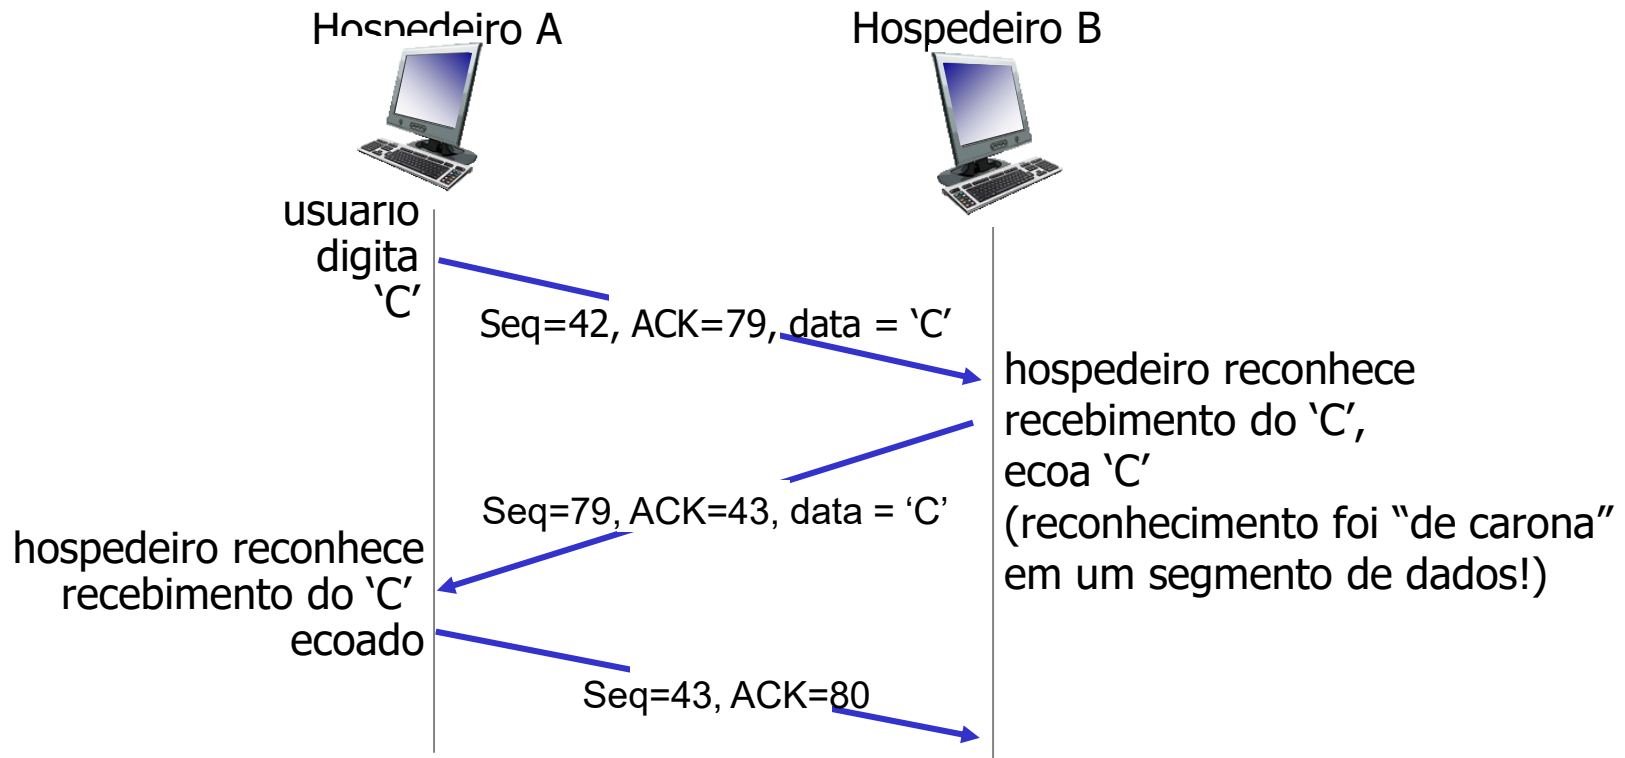 Hospedeiro A
Hospedeiro B
usuário
digita
‘C’
Seq=42, ACK=79, data = ‘C’
hospedeiro reconhece
recebimento do ‘C’,
ecoa ‘C’
(reconhecimento foi “de carona”
em um segmento de dados!)
Seq=79, ACK=43, data = ‘C’
hospedeiro reconhece
recebimento do ‘C’
ecoado
Seq=43, ACK=80